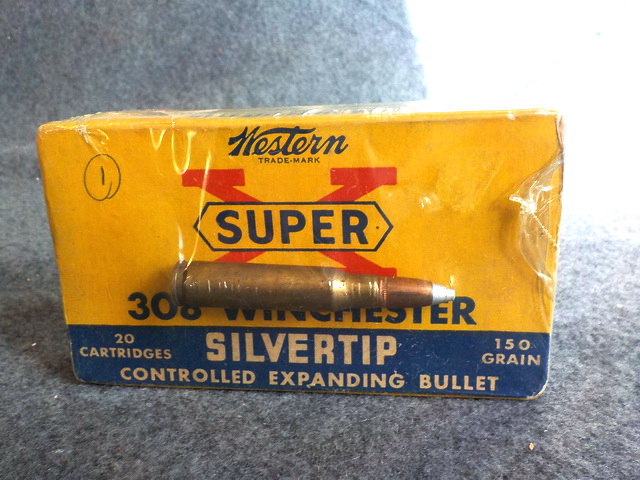 Western
TRADE-MARK
1
X
SUPER
308 WINCHESTER
20
CARTRIDGES
SILVERTIP
150
GRAIN
CONTROLLED EXPANDING BULLET